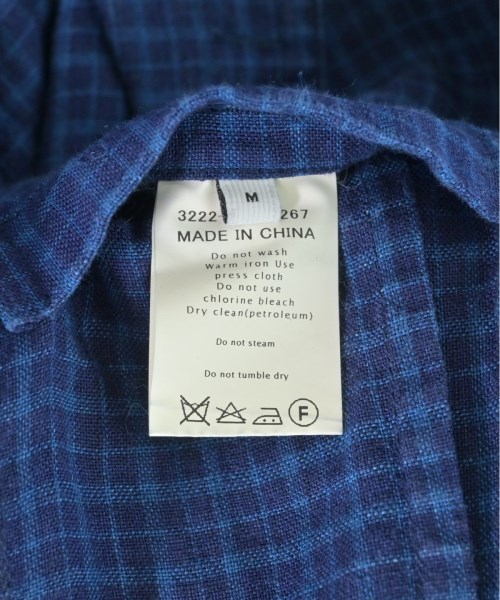 M
3222- 267
MADE IN CHINA
Do not wash
Warm iron Use
press cloth
Do not use
chlorine bleach
Dry clean(petroleum)
Do not steam
Do not tumble dry
F